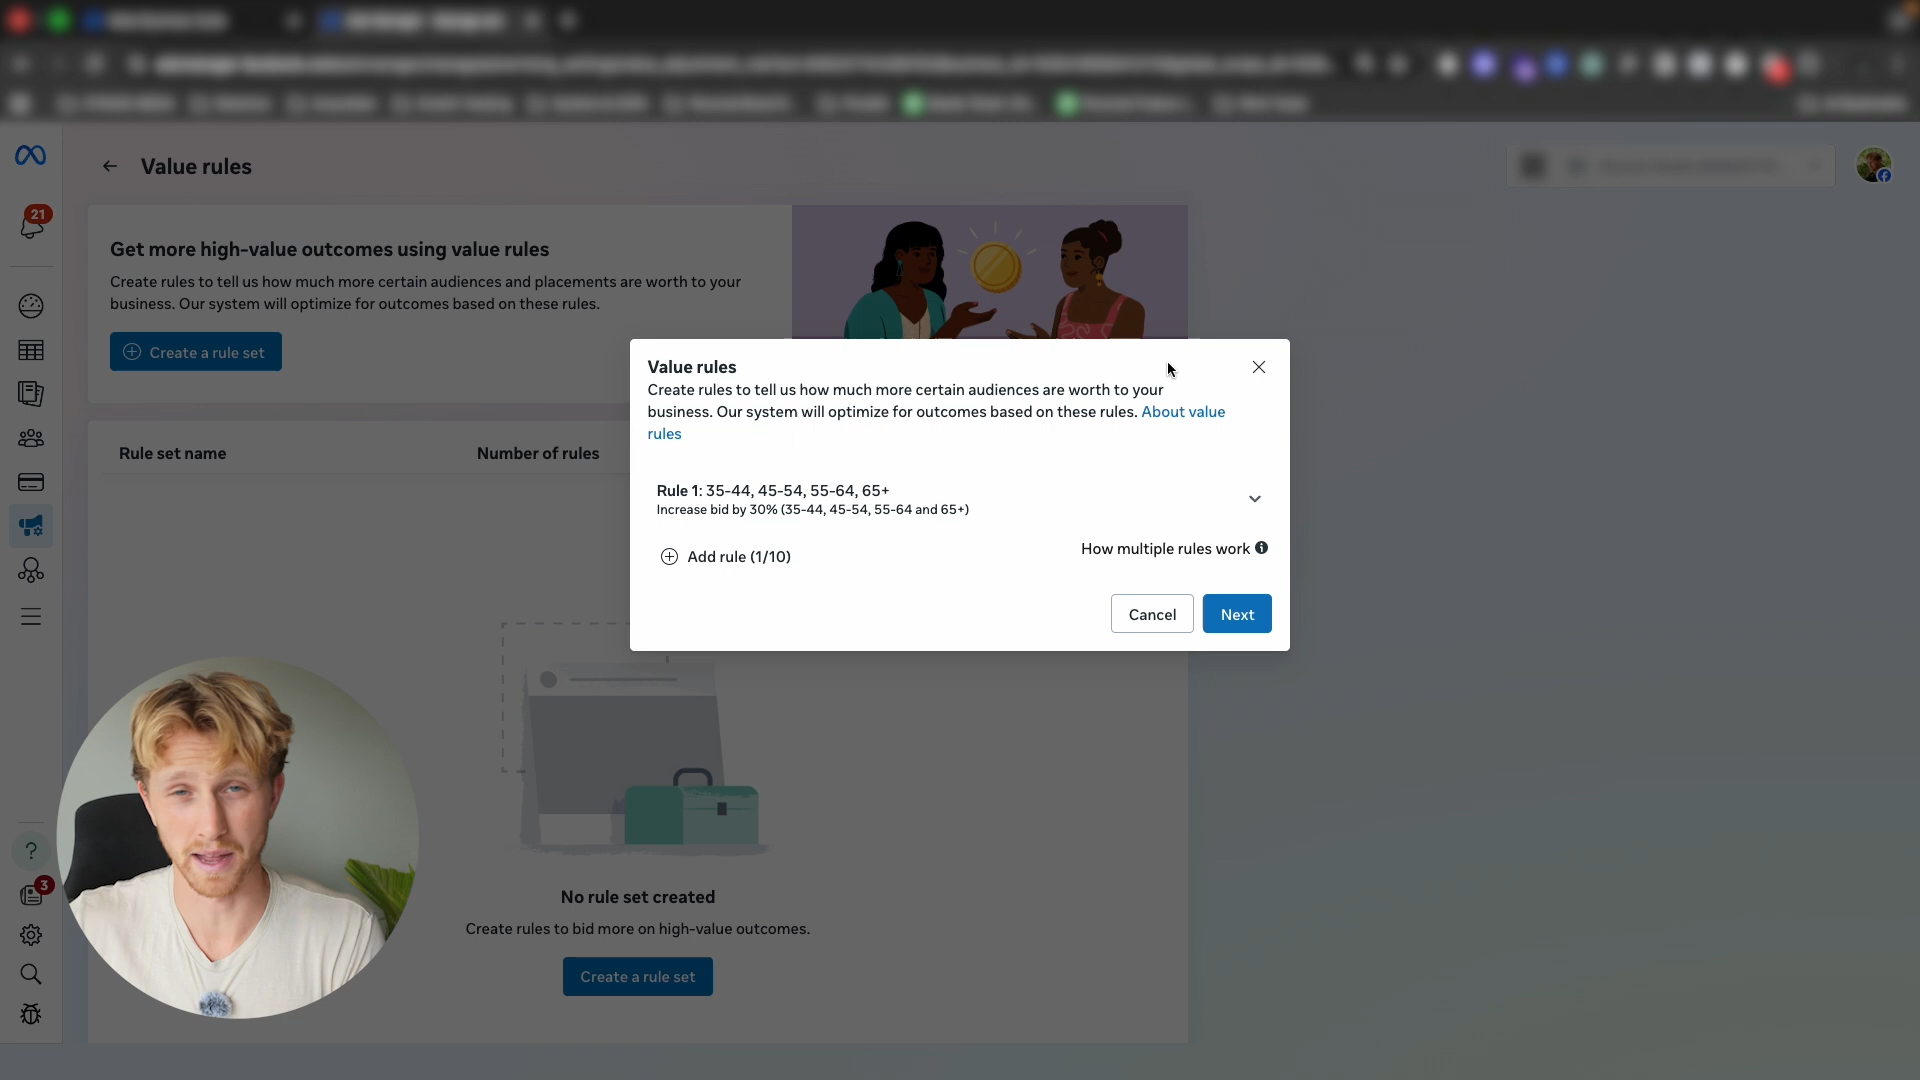 Value rules
21
Get more high-value outcomes using value rules
Create rules to tell us how much more certain audiences and placements are worth to your
business. Our system will optimize for outcomes based on these rules.
Create a rule set
Rule set name
Number of rules
Value rules
Create rules to tell us how much more certain audiences are worth to your
business. Our system will optimize for outcomes based on these rules. About value
rules
Rule 1: 35-44, 45-54, 55-64, 65+
Increase bid by 30% (35-44, 45-54, 55-64 and 65+)
Add rule (1/10)
How multiple rules work
Cancel
Next
No rule set created
Create rules to bid more on high-value outcomes.
Create a rule set
3